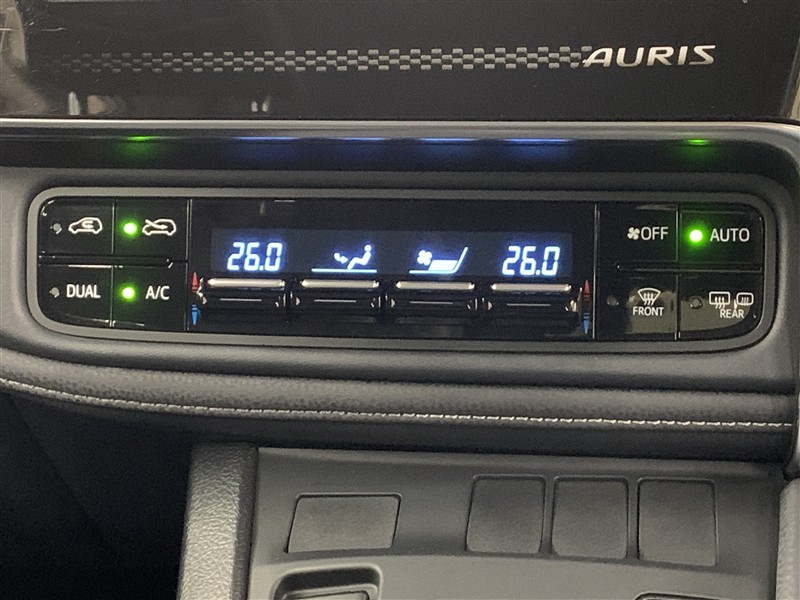 AURIS
26.0 26.0 OFF AUTO
DUAL A/C FRONT REAR